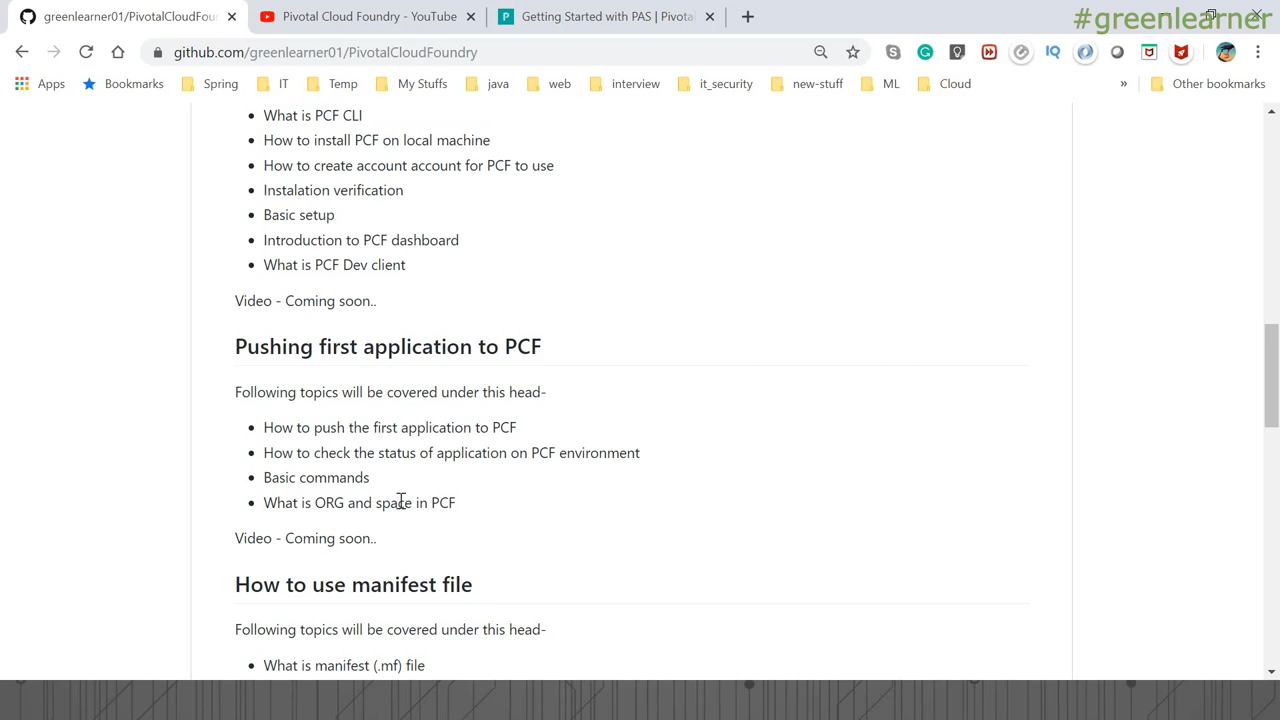 greenlearner01/PivotalCloudFour
Pivotal Cloud Foundry - YouTube
Getting Started with PAS | Pivota
#greenlearner
github.com/greenlearner01/PivotalCloudFoundry
IQ
Apps
Bookmarks
Spring
IT
Temp
My Stuffs
java
web
interview
it_security
new-stuff
ML
Cloud
»
Other bookmarks
What is PCF CLI
How to install PCF on local machine
How to create account account for PCF to use
Instalation verification
Basic setup
Introduction to PCF dashboard
What is PCF Dev client
Video - Coming soon..
Pushing first application to PCF
Following topics will be covered under this head-
How to push the first application to PCF
How to check the status of application on PCF environment
Basic commands
What is ORG and space in PCF
Video - Coming soon..
How to use manifest file
Following topics will be covered under this head-
What is manifest (.mf) file